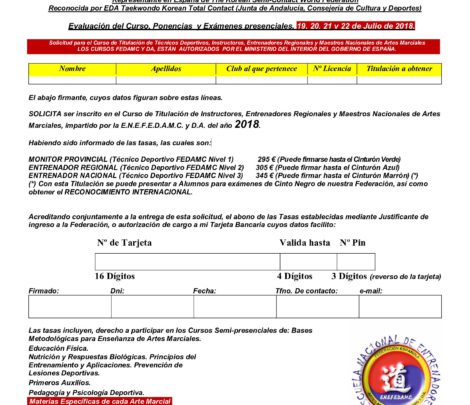 Representante en España de The Korean Semi-Contact World Federation
Reconocida por EDA Taekwondo Korean Total Contact (Junta de Andalucía, Consejería de Cultura y Deportes)
Evaluación del Curso, Ponencias y Exámenes presenciales, 19, 20, 21 y 22 de Julio de 2018.
Solicitud para el Curso de Titulación de Técnicos Deportivos, Instructores, Entrenadores Regionales y Maestros Nacionales de Artes Marciales
LOS CURSOS FEDAMC Y DA, ESTÁN AUTORIZADOS POR EL MINISTERIO DEL INTERIOR DEL GOBIERNO DE ESPAÑA.
Nombre Apellidos Club al que pertenece Nº Licencia Titulación a obtener
El abajo firmante, cuyos datos figuran sobre estas líneas.
SOLICITA ser inscrito en el Curso de Titulación de Instructores, Entrenadores Regionales y Maestros Nacionales de Artes
Marciales, impartido por la E.N.E.F.E.D.A.M.C. y D.A. del año 2018.
Habiendo sido informado de las tasas, las cuales son:
MONITOR PROVINCIAL (Técnico Deportivo FEDAMC Nivel 1) 295 € (Puede firmarse hasta el Cinturón Verde)
ENTRENADOR REGIONAL (Técnico Deportivo FEDAMC Nivel 2) 305 € (Puede firmarse hasta el Cinturón Azul)
ENTRENADOR NACIONAL (Técnico Deportivo FEDAMC Nivel 3) 345 € (Puede firmarse hasta el Cinturón Marrón) (*)
(*) Con esta Titulación se puede presentar a Alumnos para exámenes de Cinto Negro de nuestra Federación, así como
obtener el RECONOCIMIENTO INTERNACIONAL.
Acreditando conjuntamente a la entrega de esta solicitud, el abono de las Tasas establecidas mediante Justificante de
ingreso a la Federación, o autorización de cargo a mi Tarjeta Bancaria cuyos datos facilito:
Nº de Tarjeta Valida hasta Nº Pin
16 Dígitos 4 Dígitos 3 Dígitos (reverso de la tarjeta)
Firmado: Dni: Fecha: Tfno. De contacto: e-mail:
Las tasas incluyen, derecho a participar en los Cursos Semi-presenciales de: Bases
Metodológicas para Enseñanza de Artes Marciales.
Educación Física.
Nutrición y Respuestas Biológicas. Principios del
Entrenamiento y Aplicaciones. Prevención de
Lesiones Deportivas.
Primeros Auxilios.
Pedagogía y Psicología Deportiva.
Materias Específicas de cada Arte Marcial
ESCUELA NACIONAL DE ENTRENADORES
道
ENEFEDAMC